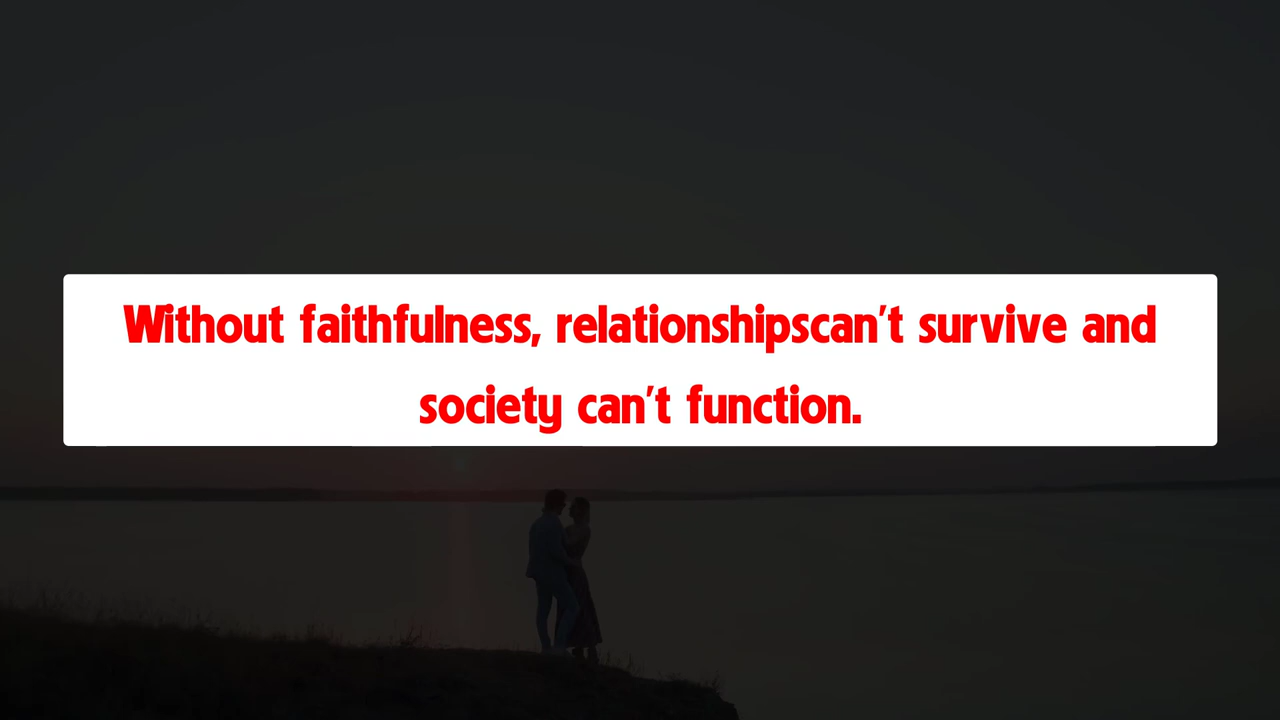 Without faithfulness, relationshipscan't survive and
society can't function.